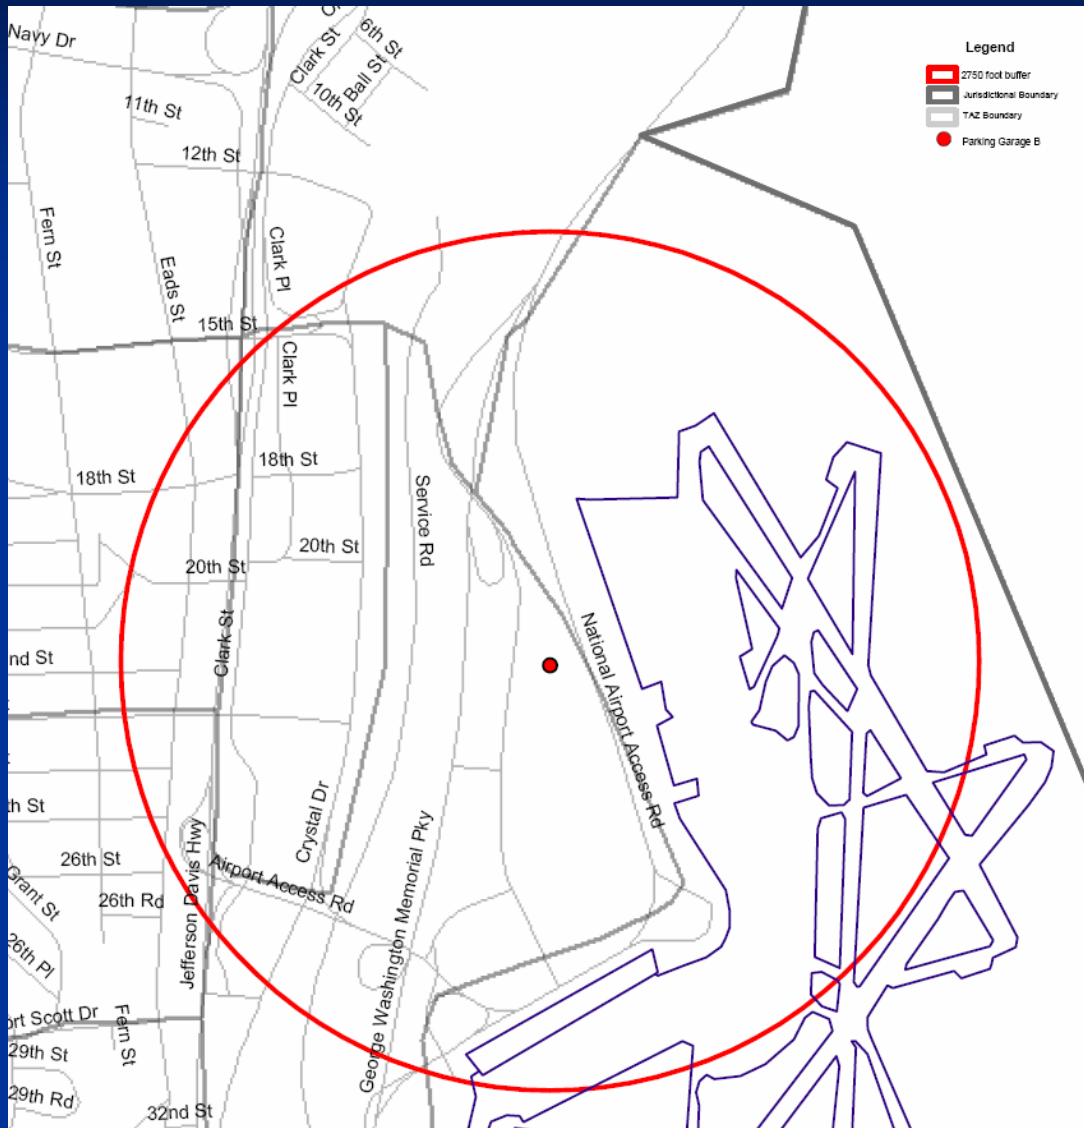 Navy Dr
Clark St
6th St
Ball St
10th St
11th St
12th St
Legend
2750 foot buffer
Jurisdictional Boundary
TAZ Boundary
Parking Garage B
Fern St
Eads St
Clark Pl
15th St
Clark Pl
18th St
18th St
Service Rd
20th St
20th St
Clark St
nd St
National Airport Access Rd
th St
26th St
Crystal Dr
Jefferson Davis Hwy
Airport Access Rd
George Washington Memorial Pky
Grant St
26th Rd
26th Pl
ort Scott Dr
Fern St
29th St
29th Rd
32nd St